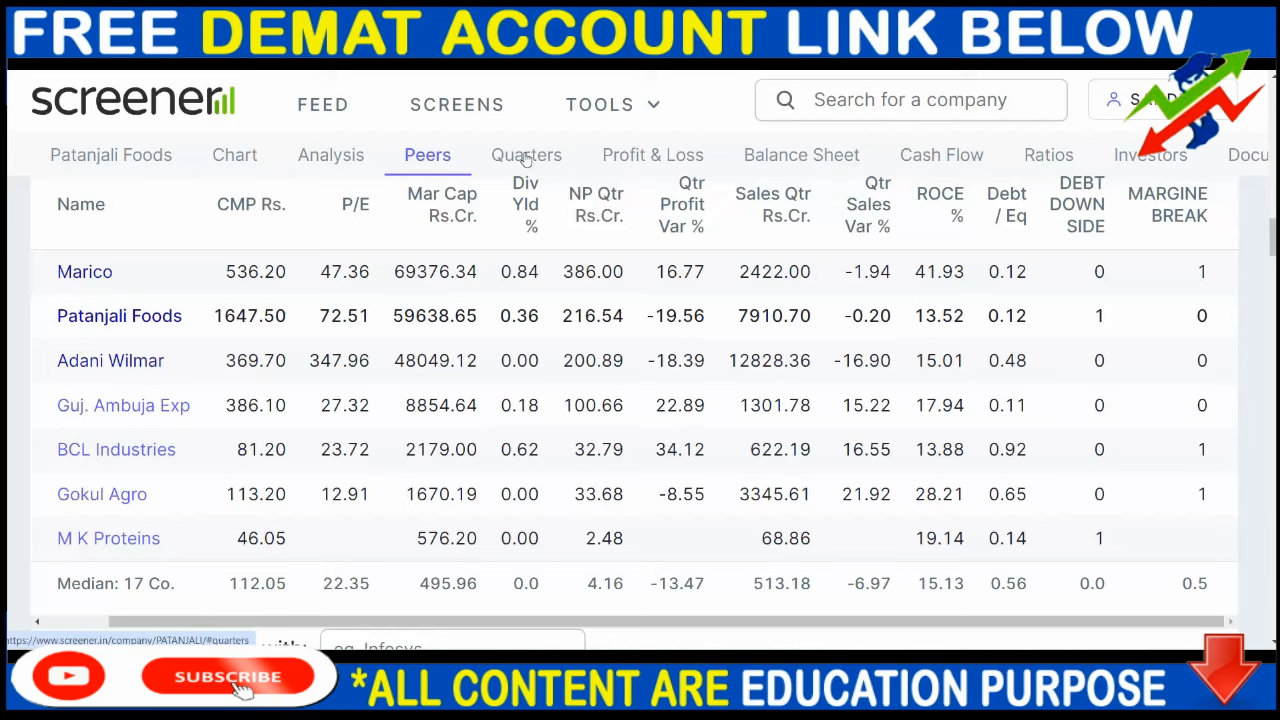 FREE DEMAT ACCOUNT LINK BELOW
screener FEED SCREENS TOOLS Search for a company
Patanjali Foods Chart Analysis Peers Quarters Profit & Loss Balance Sheet Cash Flow Ratios Investors Docu
Name CMP Rs. P/E Mar Cap Rs.Cr. Div Yld % NP Qtr Rs.Cr. Qtr Profit Var % Sales Qtr Rs.Cr. Qtr Sales Var % ROCE % Debt / Eq DEBT DOWN SIDE MARGINE BREAK
Marico 536.20 47.36 69376.34 0.84 386.00 16.77 2422.00 -1.94 41.93 0.12 0 1
Patanjali Foods 1647.50 72.51 59638.65 0.36 216.54 -19.56 7910.70 -0.20 13.52 0.12 1 0
Adani Wilmar 369.70 347.96 48049.12 0.00 200.89 -18.39 12828.36 -16.90 15.01 0.48 0 0
Guj. Ambuja Exp 386.10 27.32 8854.64 0.18 100.66 22.89 1301.78 15.22 17.94 0.11 0 0
BCL Industries 81.20 23.72 2179.00 0.62 32.79 34.12 622.19 16.55 13.88 0.92 0 1
Gokul Agro 113.20 12.91 1670.19 0.00 33.68 -8.55 3345.61 21.92 28.21 0.65 0 1
M K Proteins 46.05 576.20 0.00 2.48 68.86 19.14 0.14 1
Median: 17 Co. 112.05 22.35 495.96 0.0 4.16 -13.47 513.18 -6.97 15.13 0.56 0.0 0.5
https://www.screener.in/company/PATANJALI/#quarters with: eg. Infosys
SUBSCRIBE *ALL CONTENT ARE EDUCATION PURPOSE